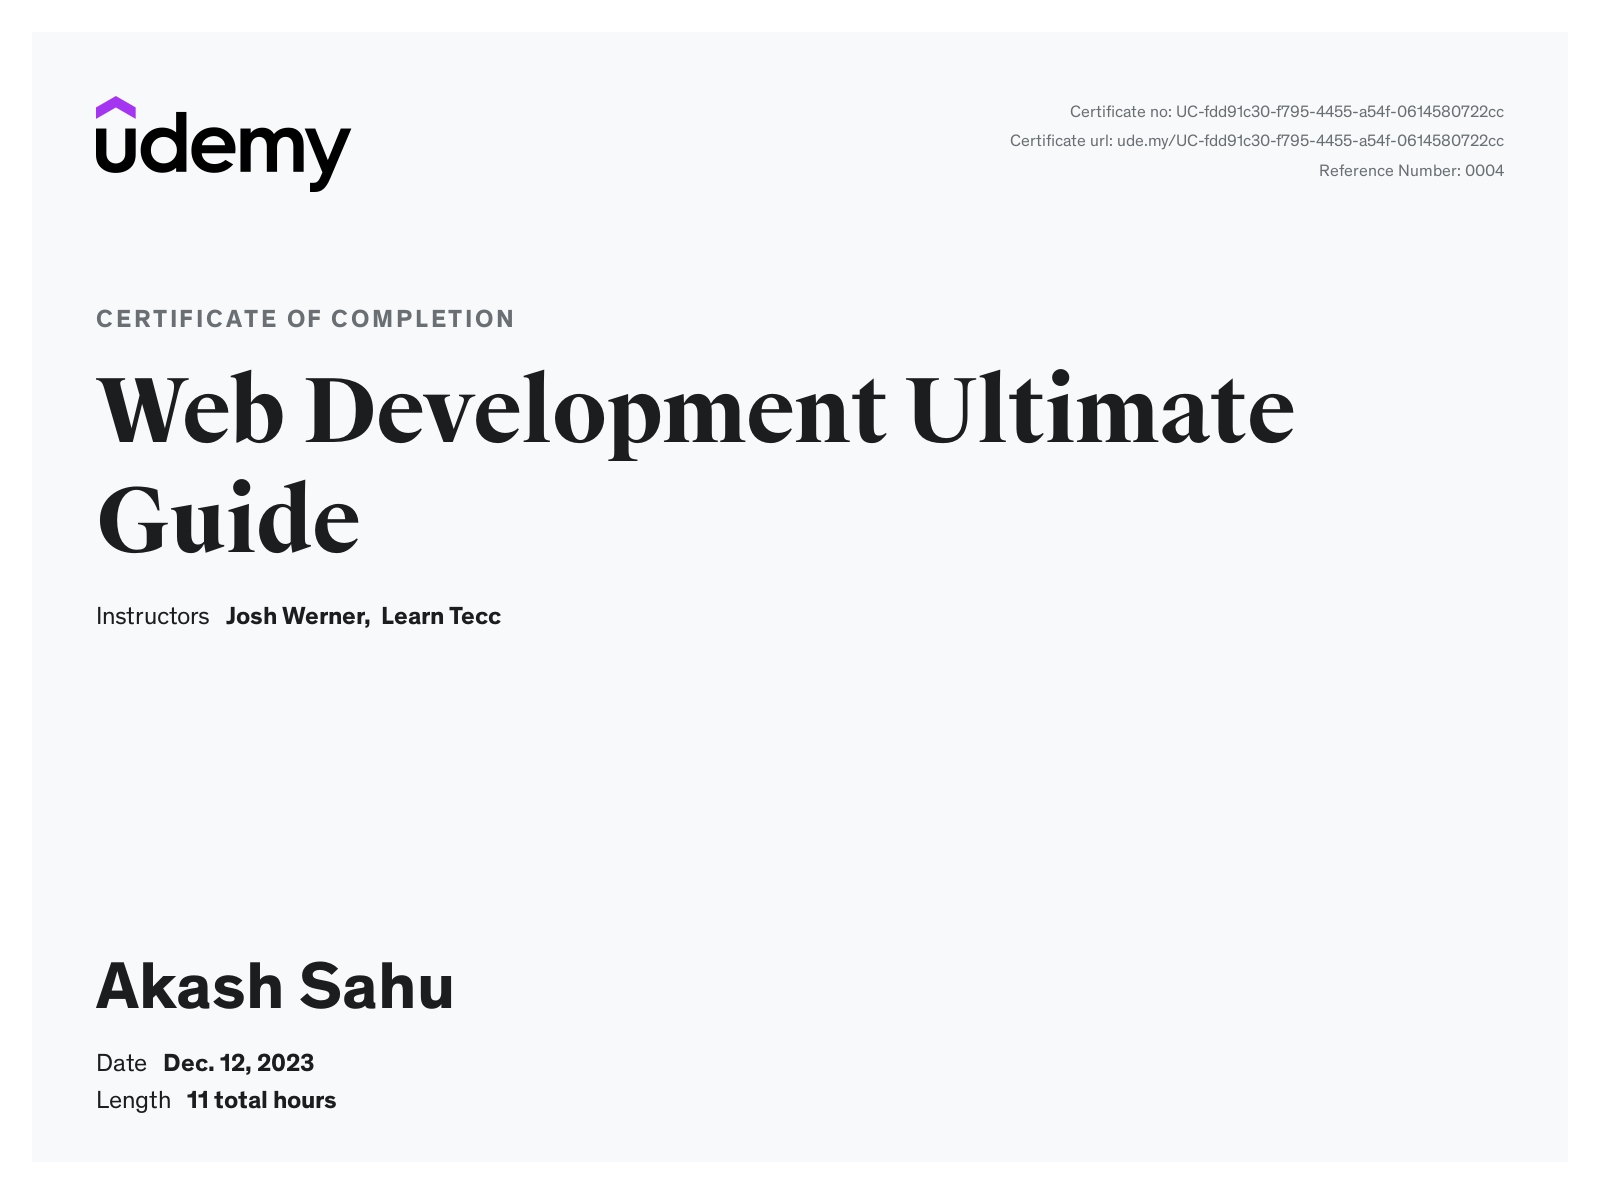 udemy
Certificate no: UC-fdd91c30-f795-4455-a54f-0614580722cc
Certificate url: ude.my/UC-fdd91c30-f795-4455-a54f-0614580722cc
Reference Number: 0004
CERTIFICATE OF COMPLETION
Web Development Ultimate
Guide
Instructors Josh Werner, Learn Tecc
Akash Sahu
Date Dec. 12, 2023
Length 11 total hours